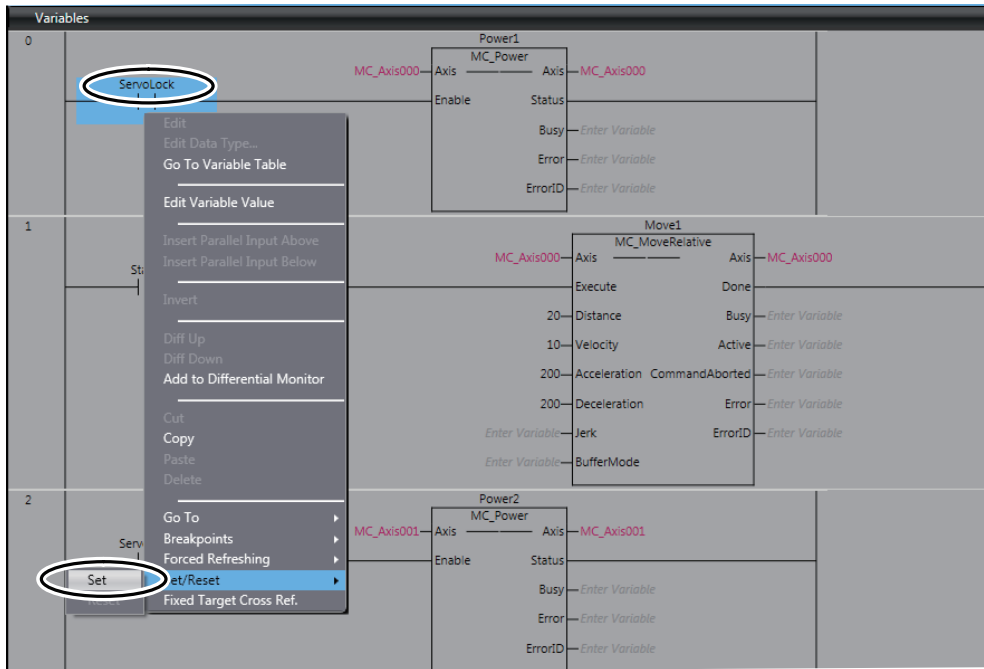 Variables
0
Power1
MC_Power
MC_Axis000 Axis Axis MC_Axis000
ServoLock
Enable Status
Busy Enter Variable
Error Enter Variable
ErrorID Enter Variable
Edit
Edit Data Type...
Go To Variable Table
Edit Variable Value
Insert Parallel Input Above
Insert Parallel Input Below
Invert
Diff Up
Diff Down
Add to Differential Monitor
Cut
Copy
Paste
Delete
Go To
Breakpoints
Forced Refreshing
Set/Reset
Fixed Target Cross Ref.
Set
Reset
1
Move1
MC_MoveRelative
MC_Axis000 Axis Axis MC_Axis000
Execute Done
20 Distance Busy Enter Variable
10 Velocity Active Enter Variable
200 Acceleration CommandAborted Enter Variable
200 Deceleration Error Enter Variable
Enter Variable Jerk ErrorID Enter Variable
Enter Variable BufferMode
2
Power2
MC_Power
MC_Axis001 Axis Axis MC_Axis001
Enable Status
Busy Enter Variable
Error Enter Variable
ErrorID Enter Variable